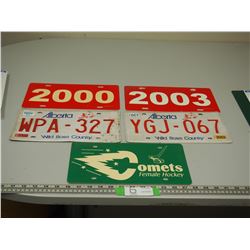 2000
2003
Alberta
WPA-327
Wild Rose Country
Alberta
YGJ-067
Wild Rose Country
Comets
Female Hockey